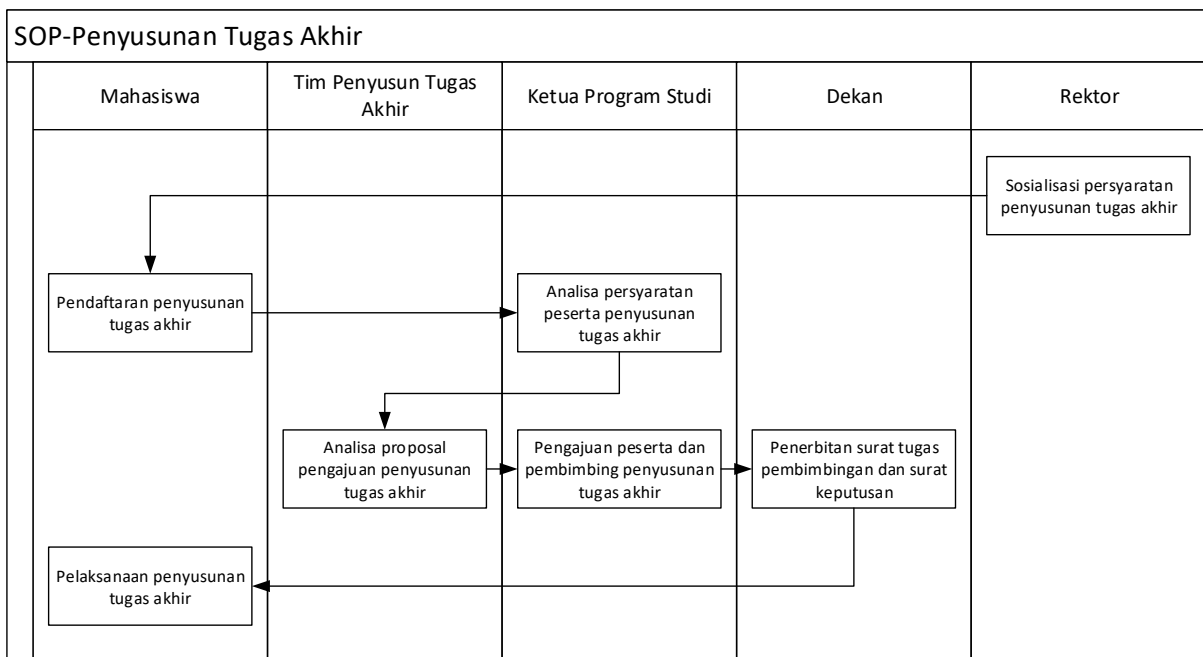 SOP-Penyusunan Tugas Akhir
Mahasiswa
Tim Penyusun Tugas
Akhir
Ketua Program Studi
Dekan
Rektor
Sosialisasi persyaratan
penyusunan tugas akhir
Pendaftaran penyusunan
tugas akhir
Analisa persyaratan
peserta penyusunan
tugas akhir
Analisa proposal
pengajuan penyusunan
tugas akhir
Pengajuan peserta dan
pembimbing penyusunan
tugas akhir
Penerbitan surat tugas
pembimbingan dan surat
keputusan
Pelaksanaan penyusunan
tugas akhir